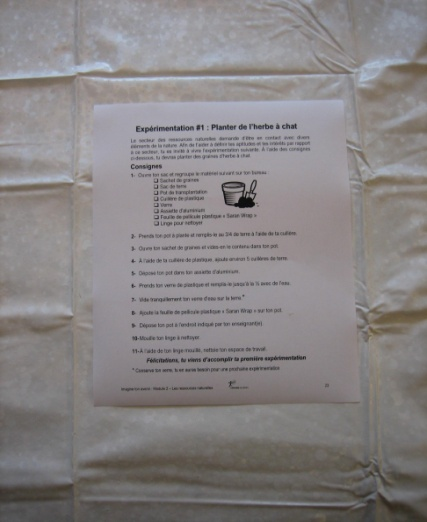 Expérimentation #1 : Planter de l'herbe à chat
Le secteur des ressources naturelles demande d'être en contact avec divers
éléments de la nature. Afin de t'aider à définir tes aptitudes et tes intérêts par rapport
à ce secteur, tu es invité à vivre l'expérimentation suivante. À l'aide des consignes
ci-dessous, tu devras planter des graines d'herbe à chat.
Consignes
1- Ouvre ton sac et regroupe le matériel suivant sur ton bureau :
Sachet de graines
Sac de terre
Pot de transplantation
Cuillère de plastique
Verre
Assiette d'aluminium
Feuille de pellicule plastique « Saran Wrap »
Linge pour nettoyer
2- Prends ton pot à plante et remplis-le au 3/4 de terre à l'aide de la cuillère.
3- Ouvre ton sachet de graines et vides-en le contenu dans ton pot.
4- À l'aide de la cuillère de plastique, ajoute environ 5 cuillères de terre.
5- Dépose ton pot dans ton assiette d'aluminium.
6- Prends ton verre de plastique et remplis-le jusqu'à la ½ avec de l'eau.
7- Vide tranquillement ton verre d'eau sur la terre.*
8- Ajuste la feuille de pellicule plastique « Saran Wrap » sur ton pot.
9- Dépose ton pot à l'endroit indiqué par ton enseignant(e).
10- Mouille ton linge à nettoyer.
11- À l'aide de ton linge mouillé, nettoie ton espace de travail.
Félicitations, tu viens d'accomplir la première expérimentation
* Conserve ton verre, tu en auras besoin pour une prochaine expérimentation
Module 2 – Les ressources naturelles